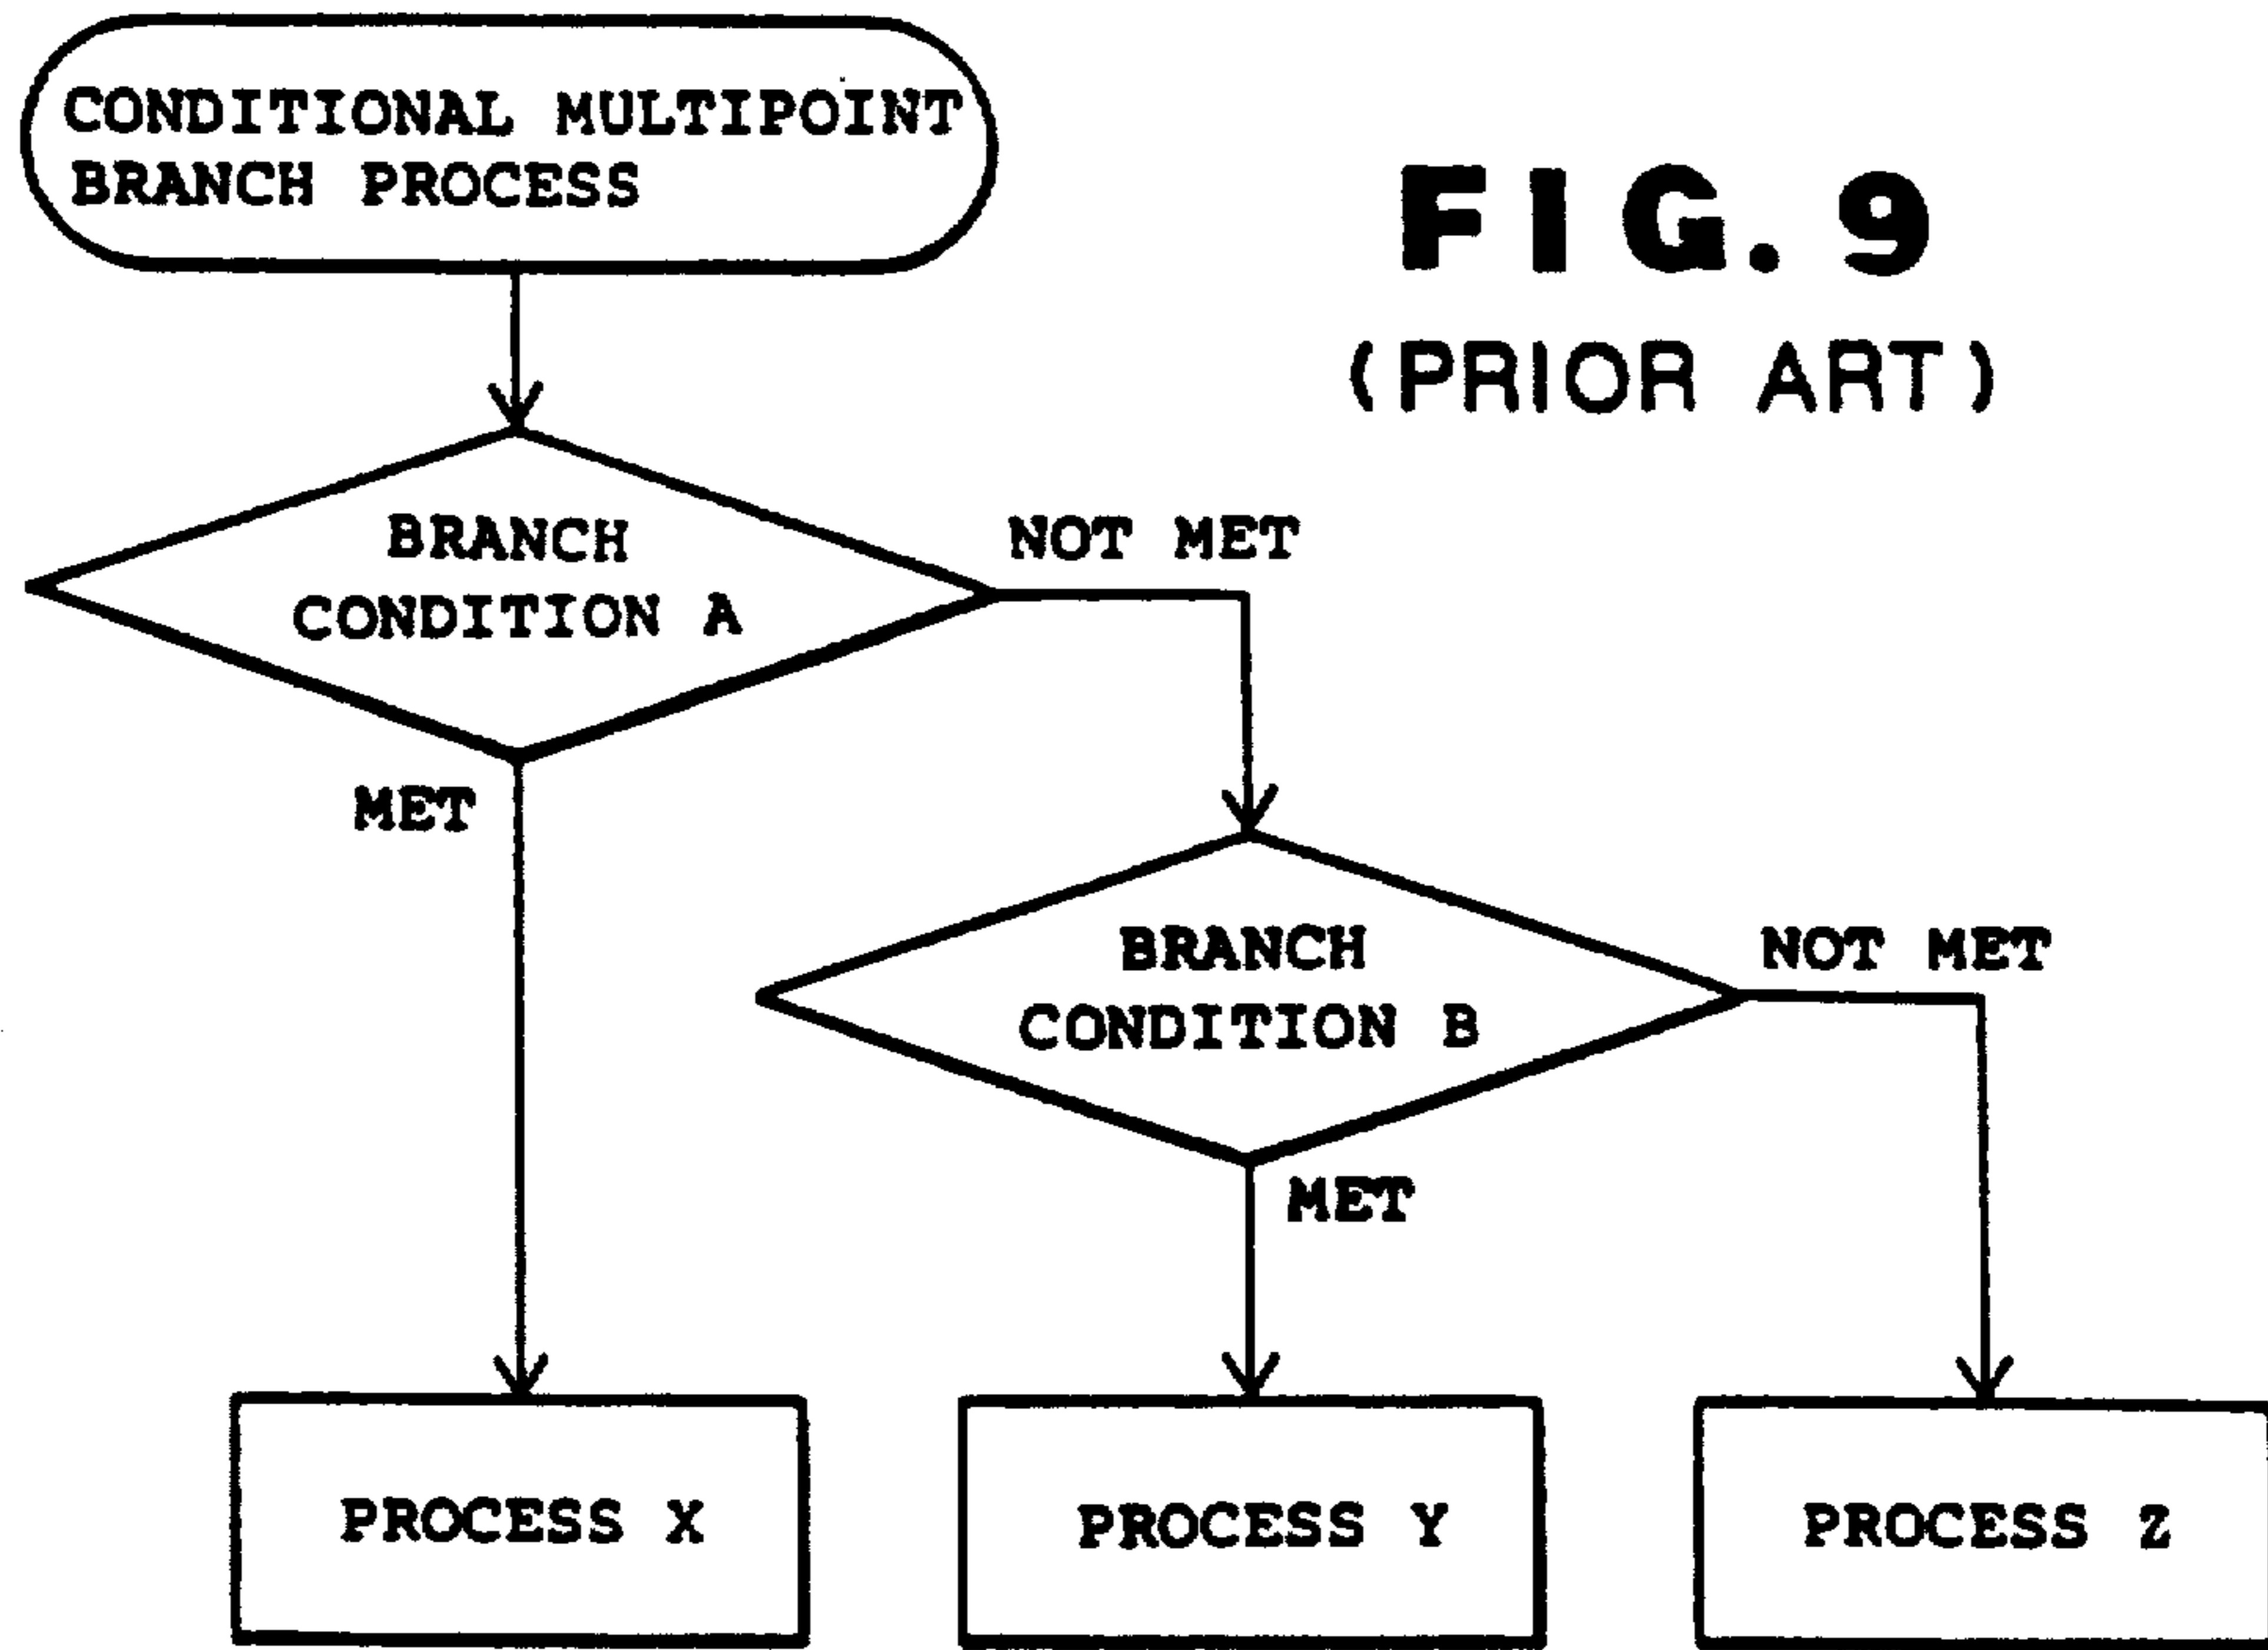 CONDITIONAL MULTIPOINT
BRANCH PROCESS
FIG. 9
(PRIOR ART)
BRANCH
CONDITION A
NOT MET
MET
BRANCH
CONDITION B
NOT MET
MET
PROCESS X
PROCESS Y
PROCESS Z